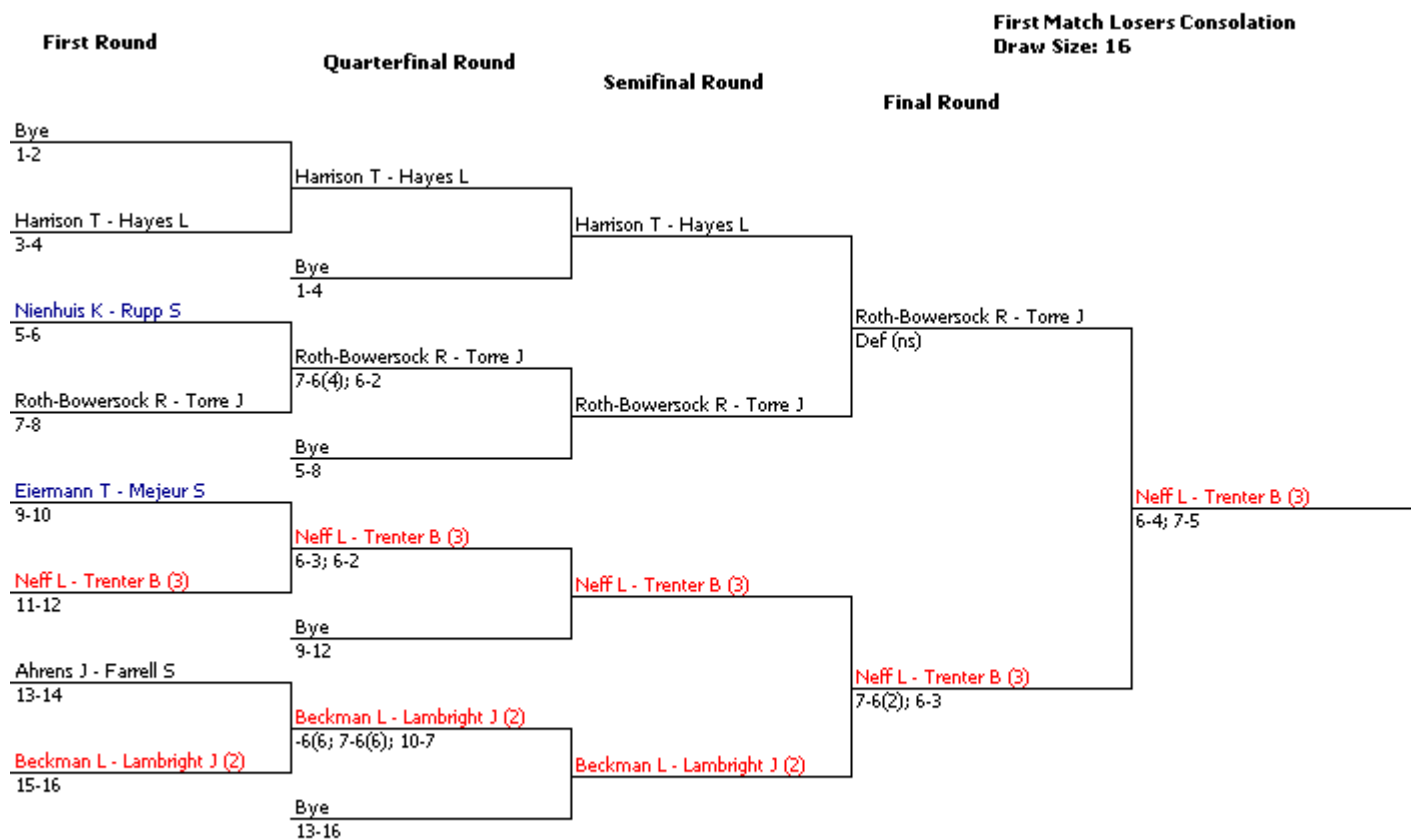 First Match Losers Consolation
Draw Size: 16
First Round
Quarterfinal Round
Semifinal Round
Final Round
Bye
1-2
Harrison T - Hayes L
3-4
Nienhuis K - Rupp S
5-6
Roth-Bowersock R - Torre J
7-8
Eiermann T - Mejeur S
9-10
Neff L - Trenter B (3)
11-12
Ahrens J - Farrell S
13-14
Beckman L - Lambright J (2)
15-16
Harrison T - Hayes L
Bye
1-4
Roth-Bowersock R - Torre J
7-6(4); 6-2
Bye
5-8
Neff L - Trenter B (3)
6-3; 6-2
Bye
9-12
Beckman L - Lambright J (2)
-6(6; 7-6(6); 10-7
Bye
13-16
Harrison T - Hayes L
Roth-Bowersock R - Torre J
Neff L - Trenter B (3)
Beckman L - Lambright J (2)
Roth-Bowersock R - Torre J
Def (ns)
Neff L - Trenter B (3)
7-6(2); 6-3
Neff L - Trenter B (3)
6-4; 7-5